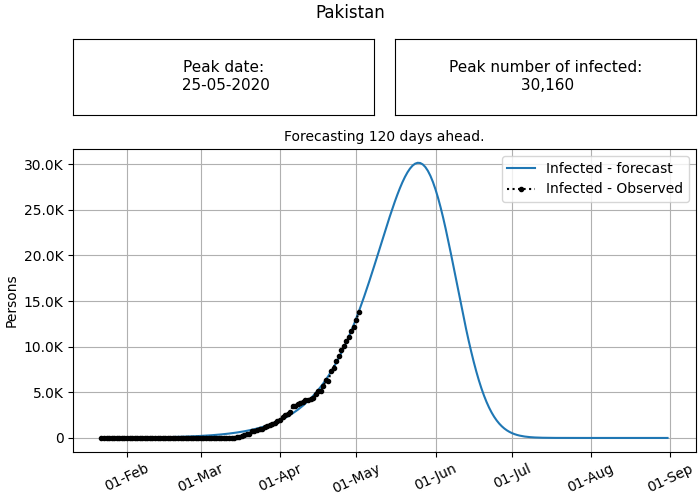 Pakistan
Peak date:
25-05-2020
Peak number of infected:
30,160
Forecasting 120 days ahead.
Infected - forecast
Infected - Observed
30.0K
25.0K
20.0K
15.0K
10.0K
5.0K
0
Persons
01-Feb
01-Mar
01-Apr
01-May
01-Jun
01-Jul
01-Aug
01-Sep